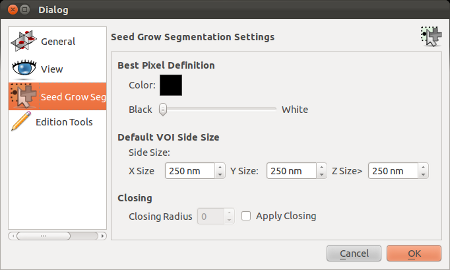 Dialog
General
View
Seed Grow Seg
Edition Tools
Seed Grow Segmentation Settings
Best Pixel Definition
Color:
Black White
Default VOI Side Size
Side Size:
X Size 250 nm Y Size: 250 nm Z Size> 250 nm
Closing
Closing Radius 0 Apply Closing
Cancel OK